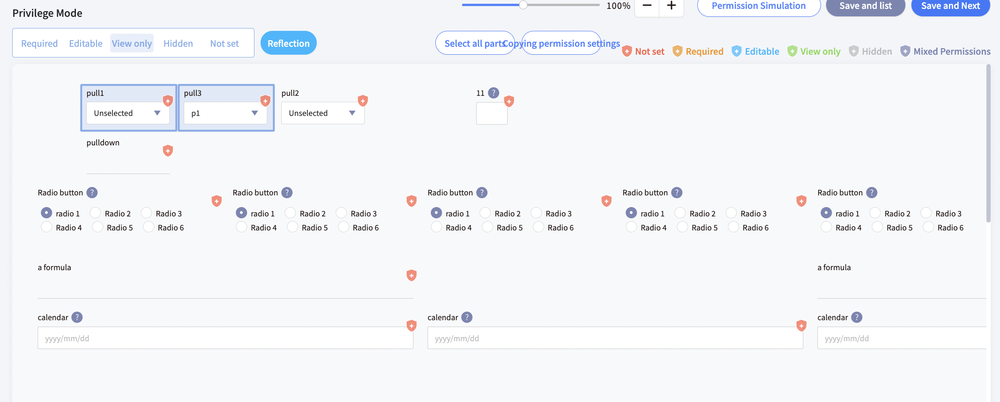 Privilege Mode
100%
Permission Simulation
Save and list
Save and Next
Required Editable View only Hidden Not set
Reflection
Select all parts
Copying permission settings
Not set Required Editable View only Hidden Mixed Permissions
pull1 pull3 pull2 11 ?
Unselected p1 Unselected
pulldown
Radio button ? Radio button ? Radio button ? Radio button ? Radio button ?
radio 1 Radio 2 Radio 3 radio 1 Radio 2 Radio 3 radio 1 Radio 2 Radio 3 radio 1 Radio 2 Radio 3 radio 1 Radio 2 Radio 3
Radio 4 Radio 5 Radio 6 Radio 4 Radio 5 Radio 6 Radio 4 Radio 5 Radio 6 Radio 4 Radio 5 Radio 6 Radio 4 Radio 5 Radio 6
a formula a formula
calendar ? calendar ? calendar ?
yyyy/mm/dd yyyy/mm/dd yyyy/mm/dd